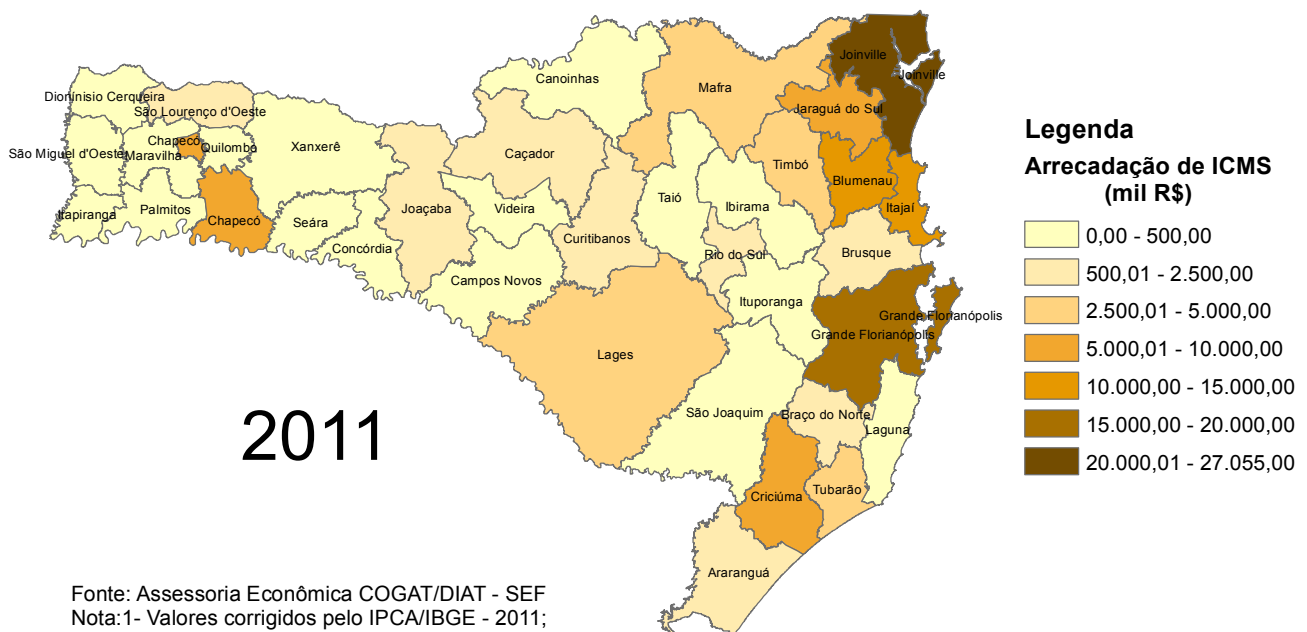 Joinville
Joinville
Canoinhas
Mafra
Dionínisio Cerqueira
São Lourenço d'Oeste
Jaraguá do Sul
Chapecó
Quilombo
Xanxerê
São Miguel d'Oeste
Maravilha
Caçador
Timbó
Blumenau
Taió
Ibirama
Itajaí
Itapiranga
Palmitos
Chapecó
Seára
Joaçaba
Videira
Concórdia
Curitibanos
Rio do Sul
Brusque
Campos Novos
Ituporanga
Grande Florianópolis
Grande Florianópolis
Lages
São Joaquim
Braço do Norte
Laguna
Criciúma
Tubarão
Araranguá
2011
Legenda
Arrecadação de ICMS
(mil R$)
0,00 - 500,00
500,01 - 2.500,00
2.500,01 - 5.000,00
5.000,01 - 10.000,00
10.000,00 - 15.000,00
15.000,00 - 20.000,00
20.000,01 - 27.055,00
Fonte: Assessoria Econômica COGAT/DIAT - SEF
Nota:1- Valores corrigidos pelo IPCA/IBGE - 2011;